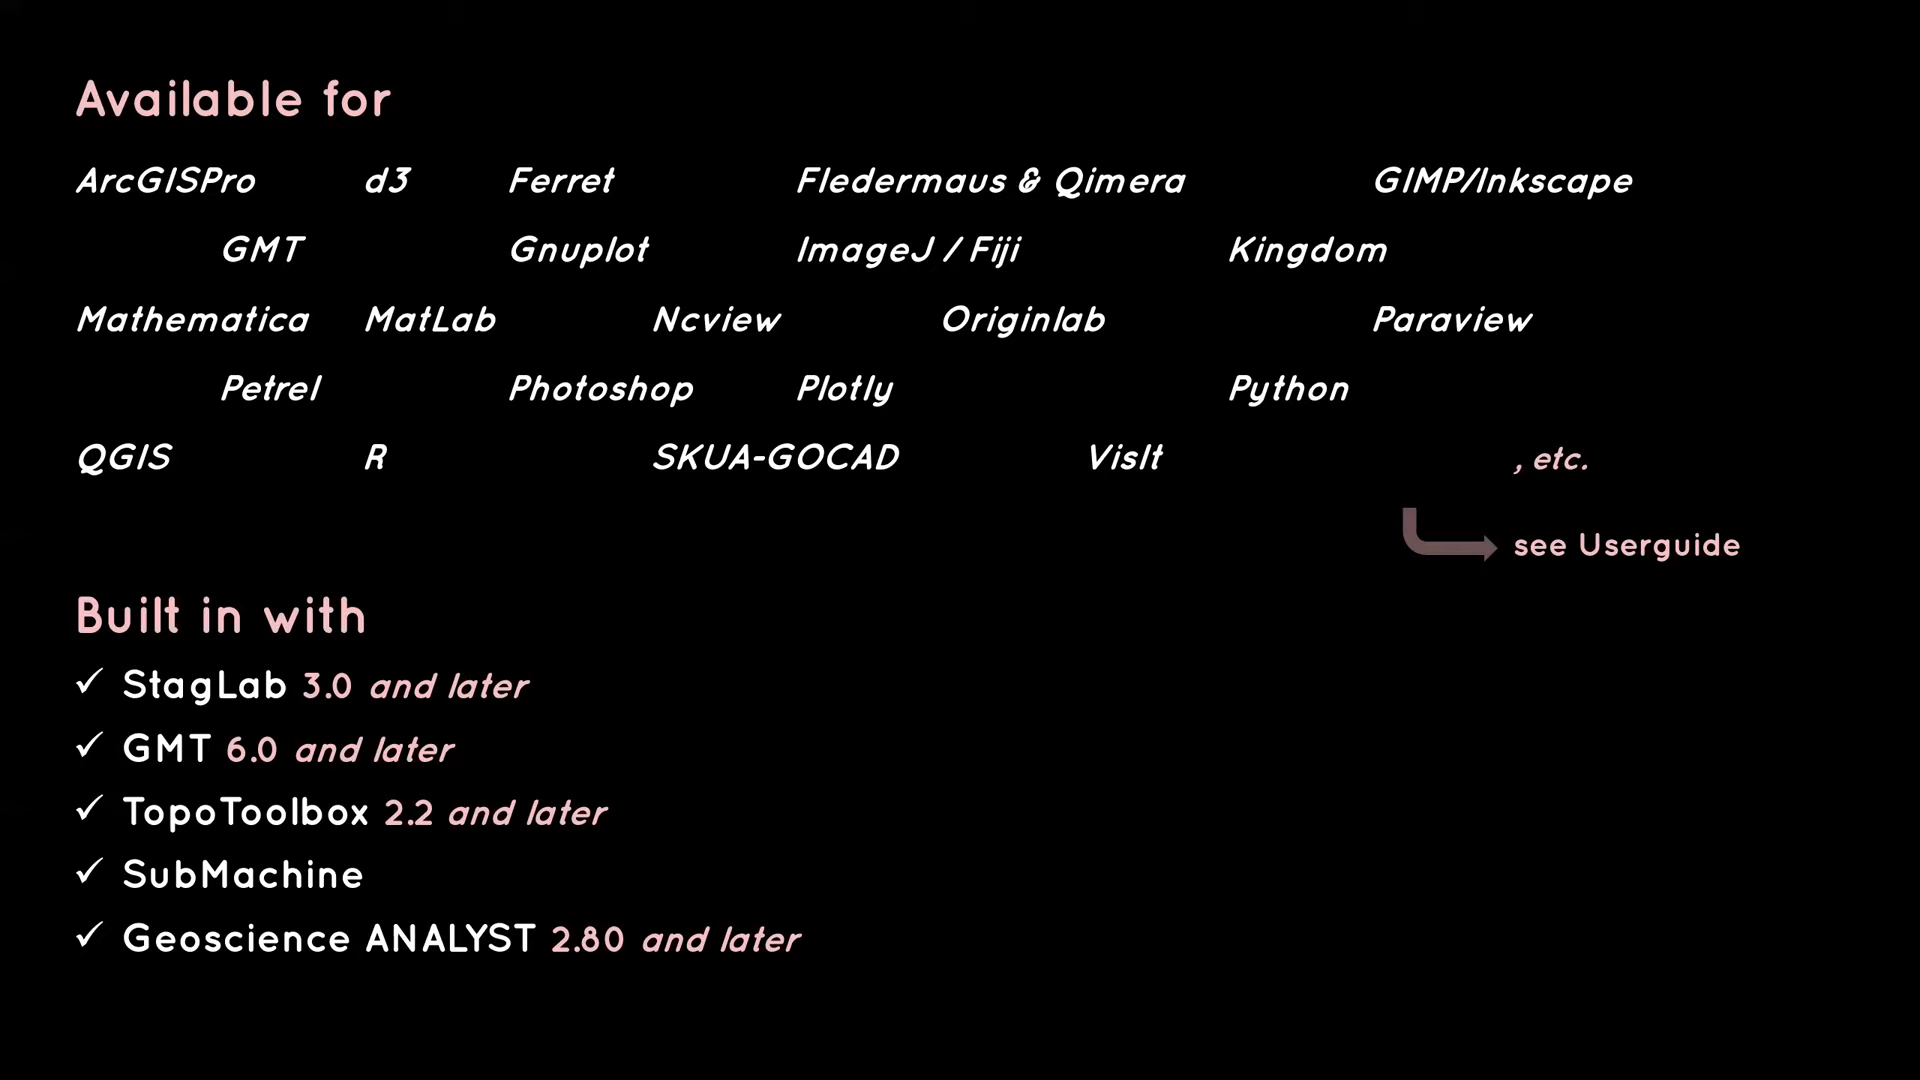 Available for
ArcGISPro d3 Ferret Fledermaus & Qimera GIMP/Inkscape
GMT Gnuplot ImageJ / Fiji Kingdom
Mathematica MatLab Ncview Originlab Paraview
Petrel Photoshop Plotly Python
QGIS R SKUA-GOCAD VisIt , etc.
see Userguide
Built in with
✓ StagLab 3.0 and later
✓ GMT 6.0 and later
✓ TopoToolbox 2.2 and later
✓ SubMachine
✓ Geoscience ANALYST 2.80 and later